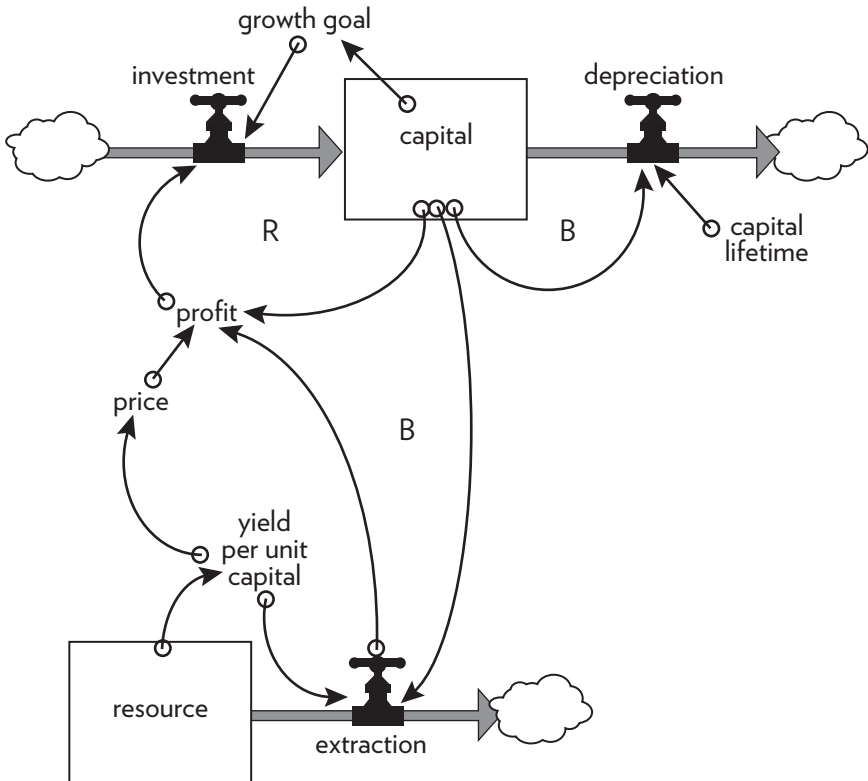 growth goal
investment
depreciation
capital
R
B
capital
lifetime
profit
price
B
yield
per unit
capital
resource
extraction